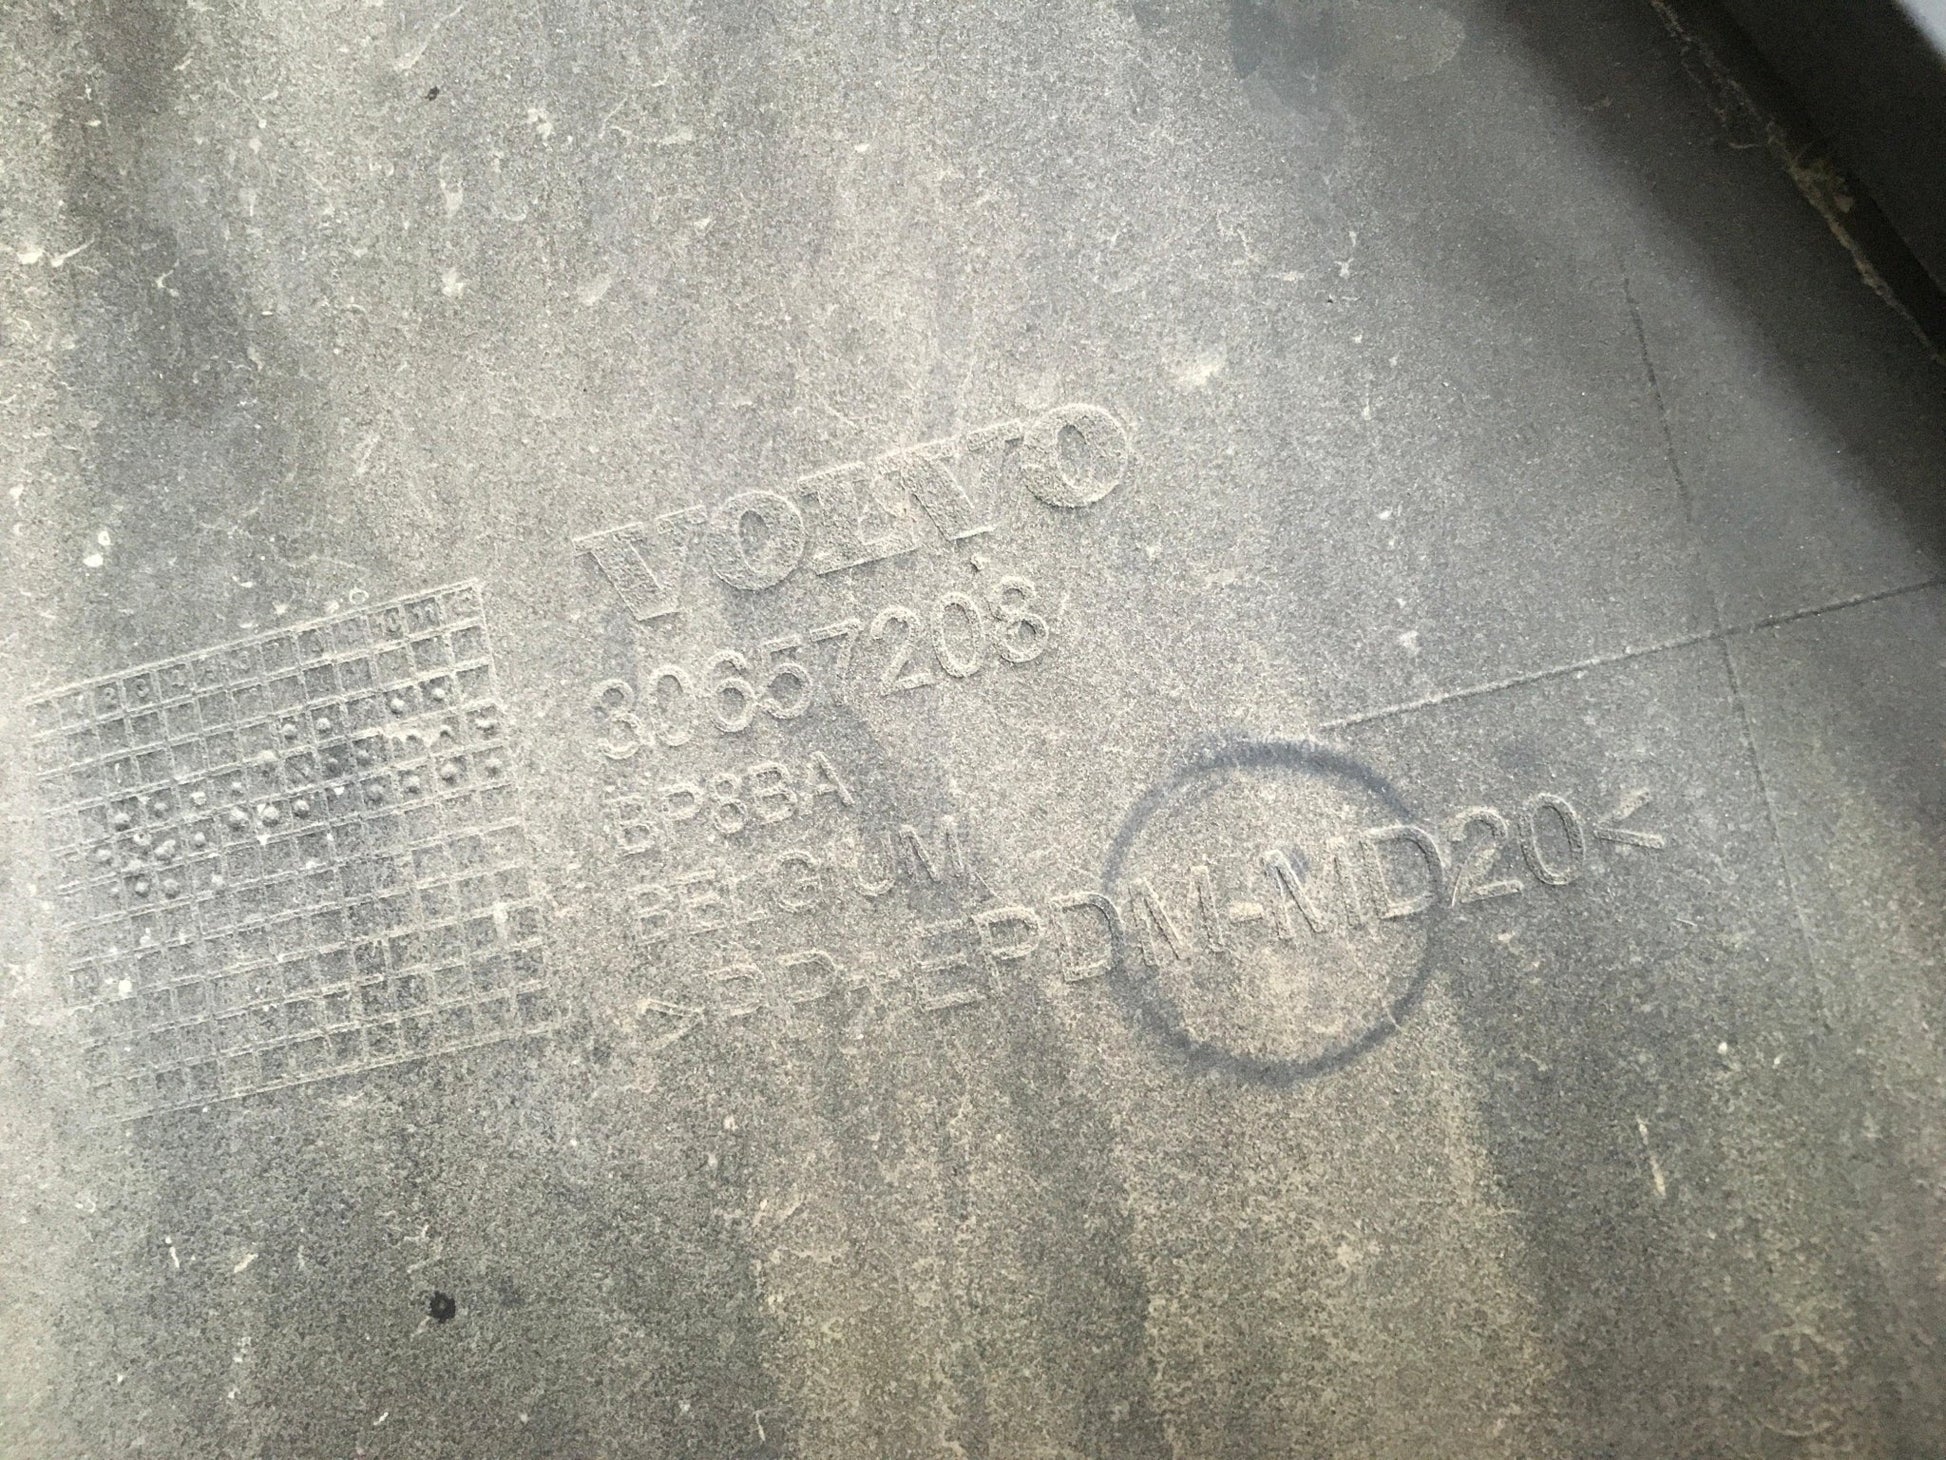 VOLVO
30657208
BP8BA
BELGIUM
>PP+EPDM-MD20<